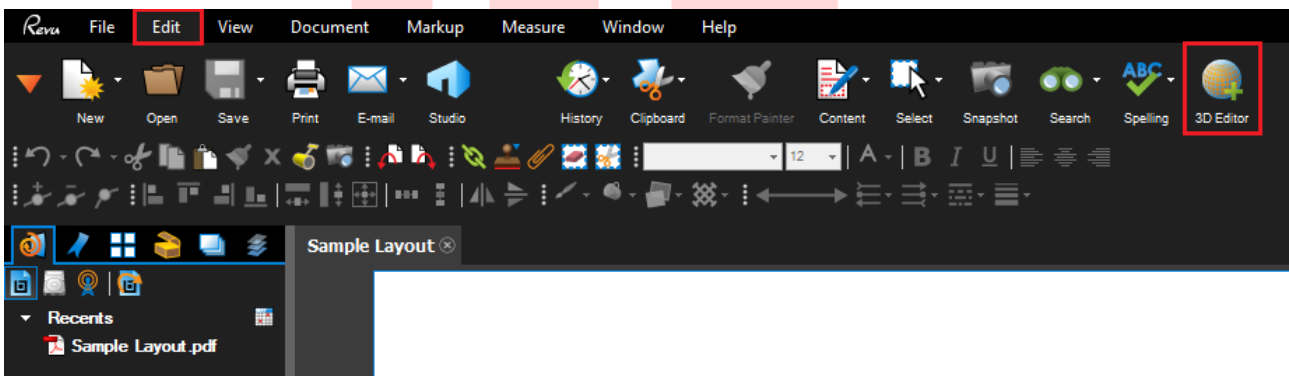 Revu File Edit View Document Markup Measure Window Help
ABC
New Open Save Print E-mail Studio History Clipboard Format Painter Content Select Snapshot Search Spelling 3D Editor
12 A B I U
Sample Layout
Recents
Sample Layout.pdf